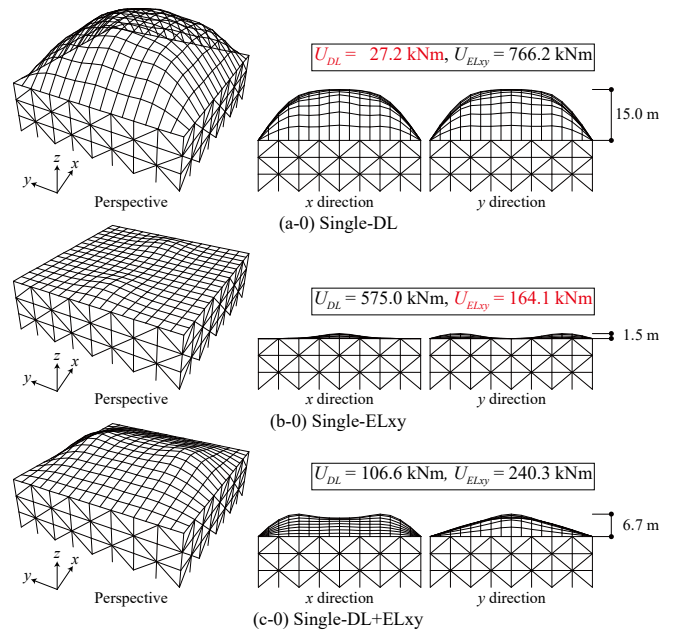 U_DL = 27.2 kNm, U_ELxy = 766.2 kNm
15.0 m
z
y
x
Perspective
x direction
y direction
(a-0) Single-DL
U_DL = 575.0 kNm, U_ELxy = 164.1 kNm
1.5 m
z
y
x
Perspective
x direction
y direction
(b-0) Single-ELxy
U_DL = 106.6 kNm, U_ELxy = 240.3 kNm
6.7 m
z
y
x
Perspective
x direction
y direction
(c-0) Single-DL+ELxy